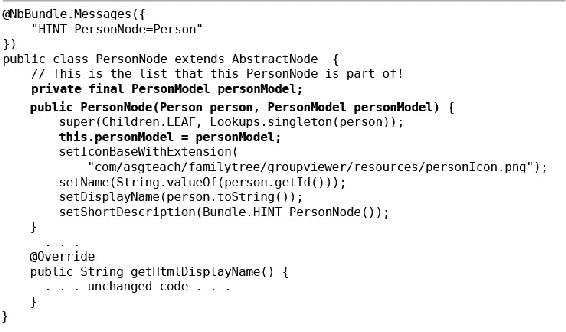 @NbBundle.Messages({
    "HINT_PersonNode=Person"
})
public class PersonNode extends AbstractNode  {
    // This is the list that this PersonNode is part of!
    private final PersonModel personModel;
    public PersonNode(Person person, PersonModel personModel) {
        super(Children.LEAF, Lookups.singleton(person));
        this.personModel = personModel;
        setIconBaseWithExtension(
            "com/asgteach/familytree/groupviewer/resources/personIcon.png");
        setName(String.valueOf(person.getId()));
        setDisplayName(person.toString());
        setShortDescription(Bundle.HINT_PersonNode());
    }
      . . .
    @Override
    public String getHtmlDisplayName() {
      . . . unchanged code . . .
    }
}